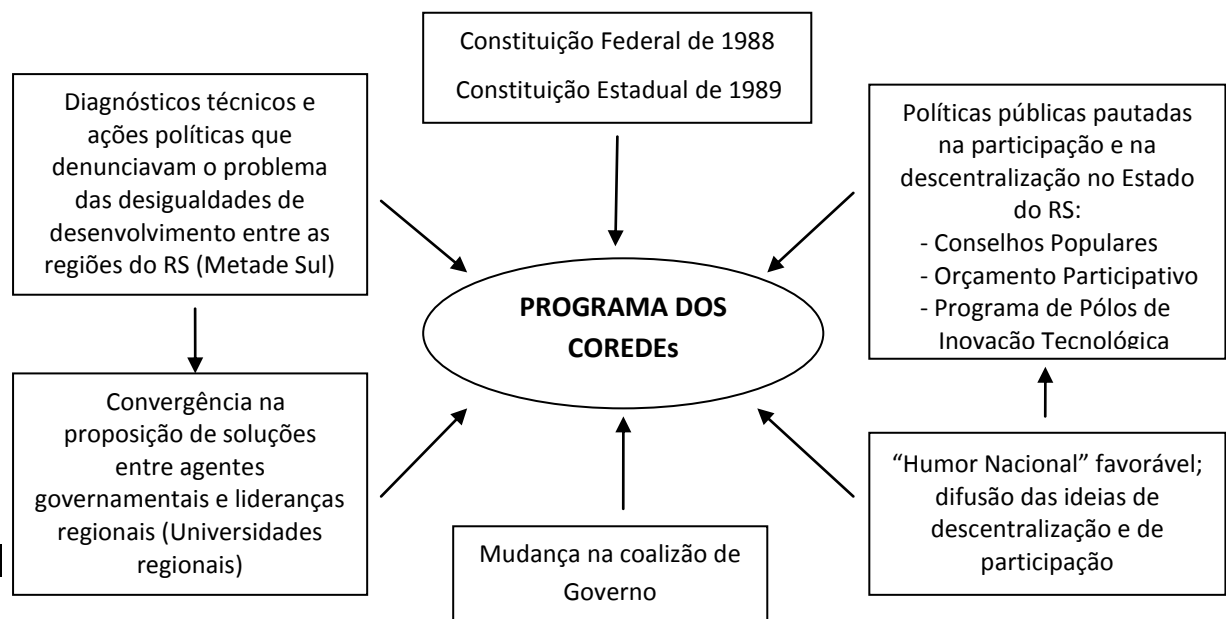 Constituição Federal de 1988
Constituição Estadual de 1989
Diagnósticos técnicos e
ações políticas que
denunciavam o problema
das desigualdades de
desenvolvimento entre as
regiões do RS (Metade Sul)
Políticas públicas pautadas
na participação e na
descentralização no Estado
do RS:
- Conselhos Populares
- Orçamento Participativo
- Programa de Pólos de
Inovação Tecnológica
PROGRAMA DOS
COREDEs
Convergência na
proposição de soluções
entre agentes
governamentais e lideranças
regionais (Universidades
regionais)
Mudança na coalizão de
Governo
“Humor Nacional” favorável;
difusão das ideias de
descentralização e de
participação